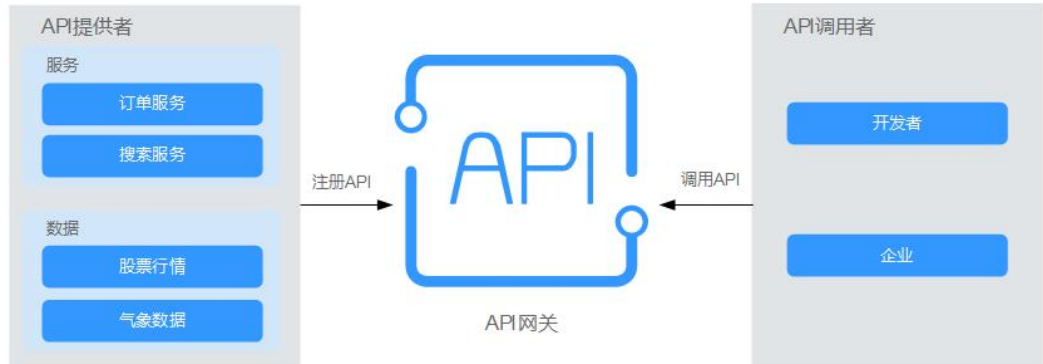 API提供者
服务
订单服务
搜索服务
数据
股票行情
气象数据
注册API
API
API网关
调用API
API调用者
开发者
企业